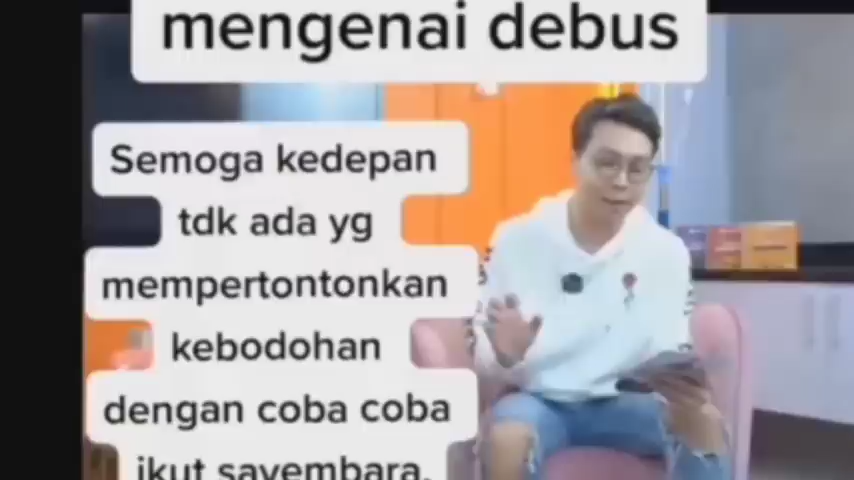 mengenai debus
Semoga kedepan
tdk ada yg
mempertontonkan
kebodohan
dengan coba coba
ikut sayembara.